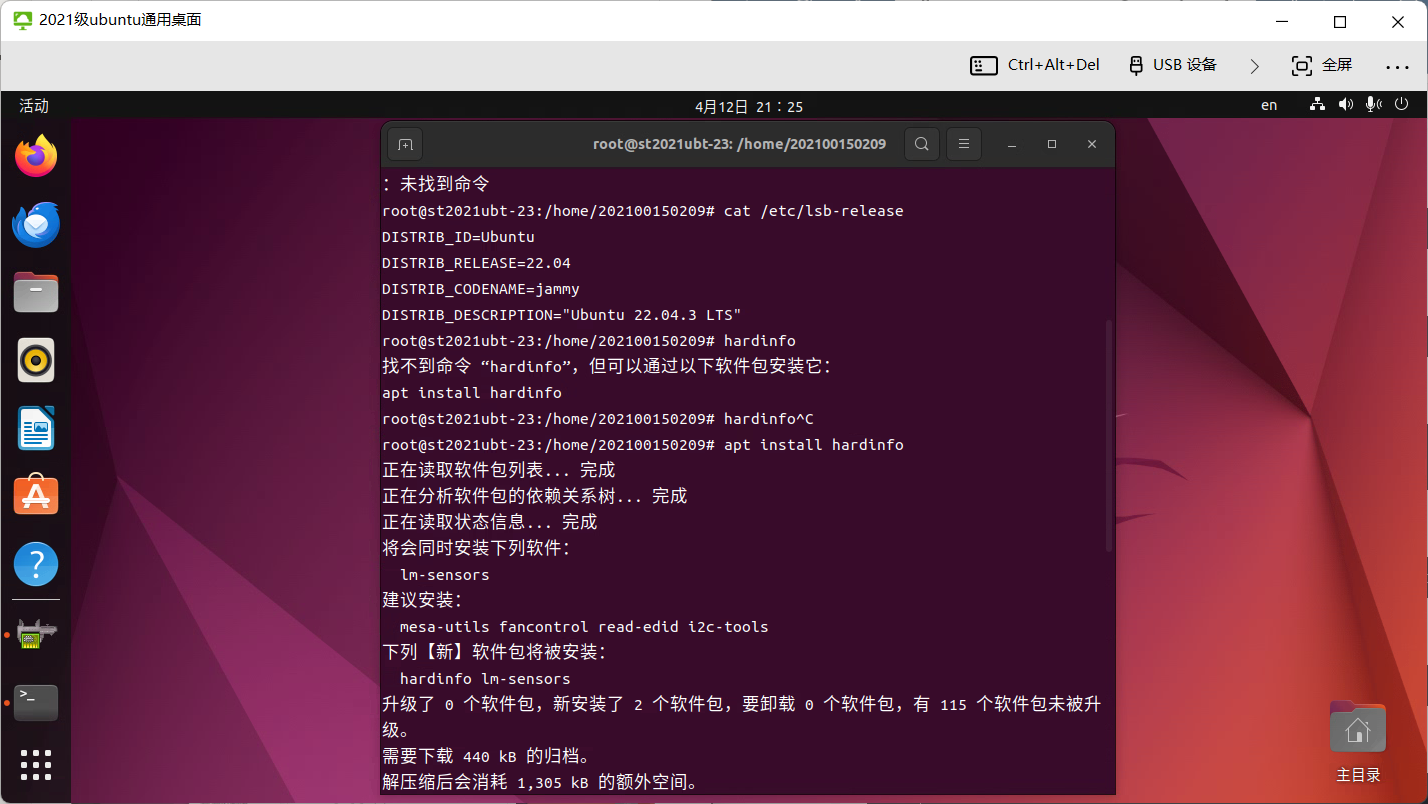 2021级ubuntu通用桌面
Ctrl+Alt+Del
USB 设备
全屏
活动
4月12日 21：25
en
root@st2021ubt-23: /home/202100150209
：未找到命令
root@st2021ubt-23:/home/202100150209# cat /etc/lsb-release
DISTRIB_ID=Ubuntu
DISTRIB_RELEASE=22.04
DISTRIB_CODENAME=jammy
DISTRIB_DESCRIPTION="Ubuntu 22.04.3 LTS"
root@st2021ubt-23:/home/202100150209# hardinfo
找不到命令 “hardinfo”，但可以通过以下软件包安装它：
apt install hardinfo
root@st2021ubt-23:/home/202100150209# hardinfo^C
root@st2021ubt-23:/home/202100150209# apt install hardinfo
正在读取软件包列表... 完成
正在分析软件包的依赖关系树... 完成
正在读取状态信息... 完成
将会同时安装下列软件：
  lm-sensors
建议安装：
  mesa-utils fancontrol read-edid i2c-tools
下列【新】软件包将被安装：
  hardinfo lm-sensors
升级了 0 个软件包，新安装了 2 个软件包，要卸载 0 个软件包，有 115 个软件包未被升
级。
需要下载 440 kB 的归档。
解压缩后会消耗 1,305 kB 的额外空间。
主目录